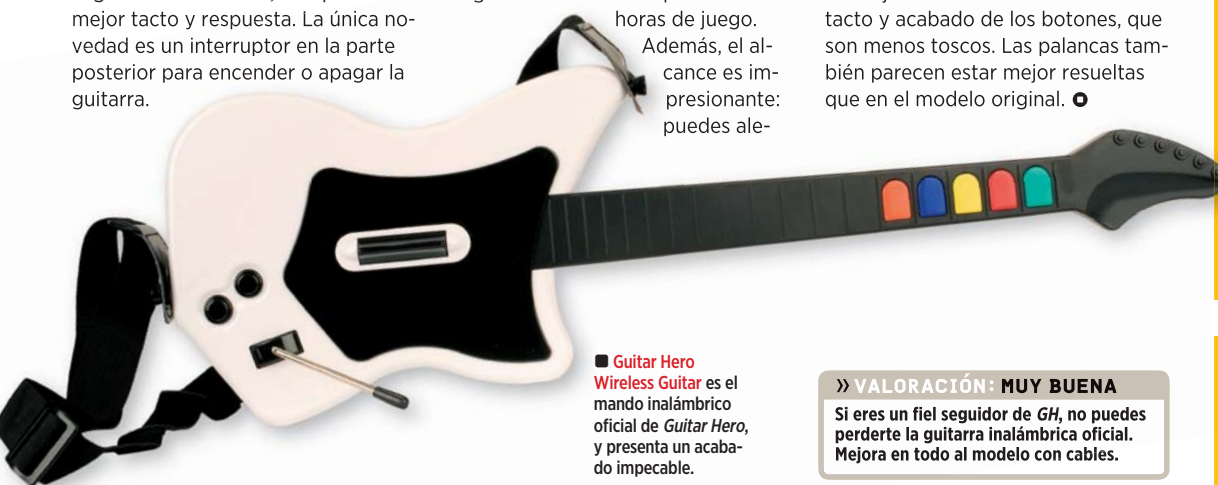 mejor tacto y respuesta. La única no-
vedad es un interruptor en la parte
posterior para encender o apagar la
guitarra.
horas de juego.
Además, el al-
cance es im-
presionante:
puedes ale-
tacto y acabado de los botones, que
son menos toscos. Las palancas tam-
bién parecen estar mejor resueltas
que en el modelo original.
Guitar Hero
Wireless Guitar es el
mando inalámbrico
oficial de Guitar Hero,
y presenta un acaba-
do impecable.
» VALORACIÓN: MUY BUENA
Si eres un fiel seguidor de GH, no puedes
perderte la guitarra inalámbrica oficial.
Mejora en todo al modelo con cables.